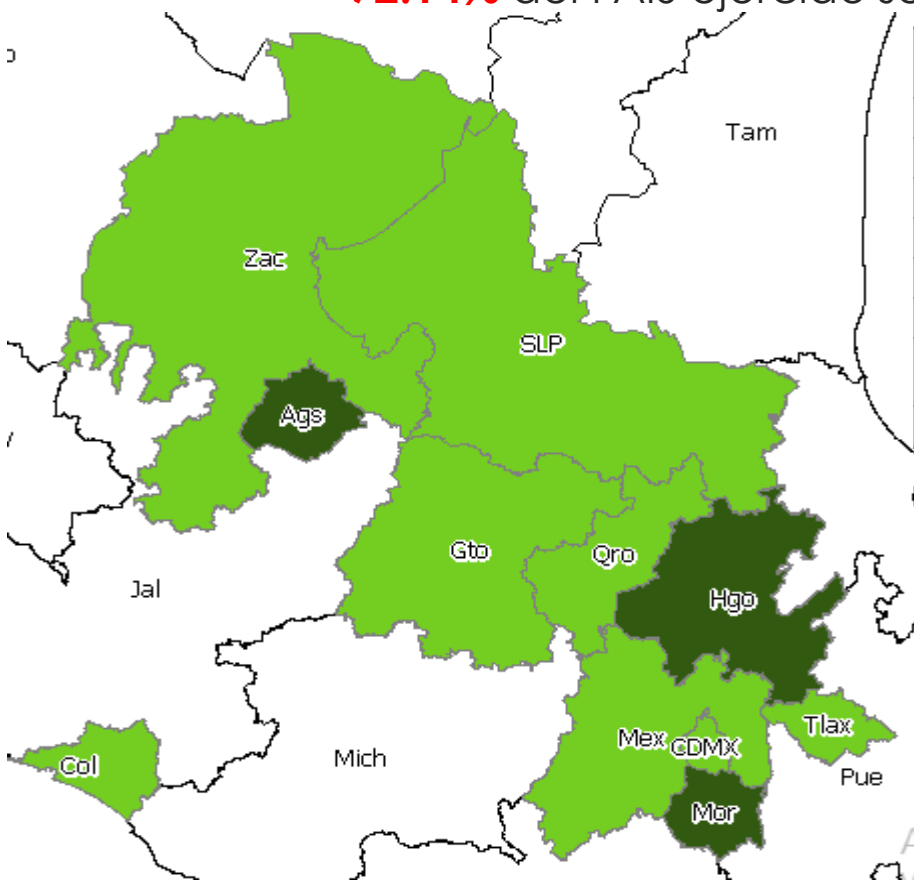 Tam
Zac
SLP
Ags
Gto
Qro
Hgo
Jal
Tlax
Mex
CDMX
Col
Mich
Pue
Mor